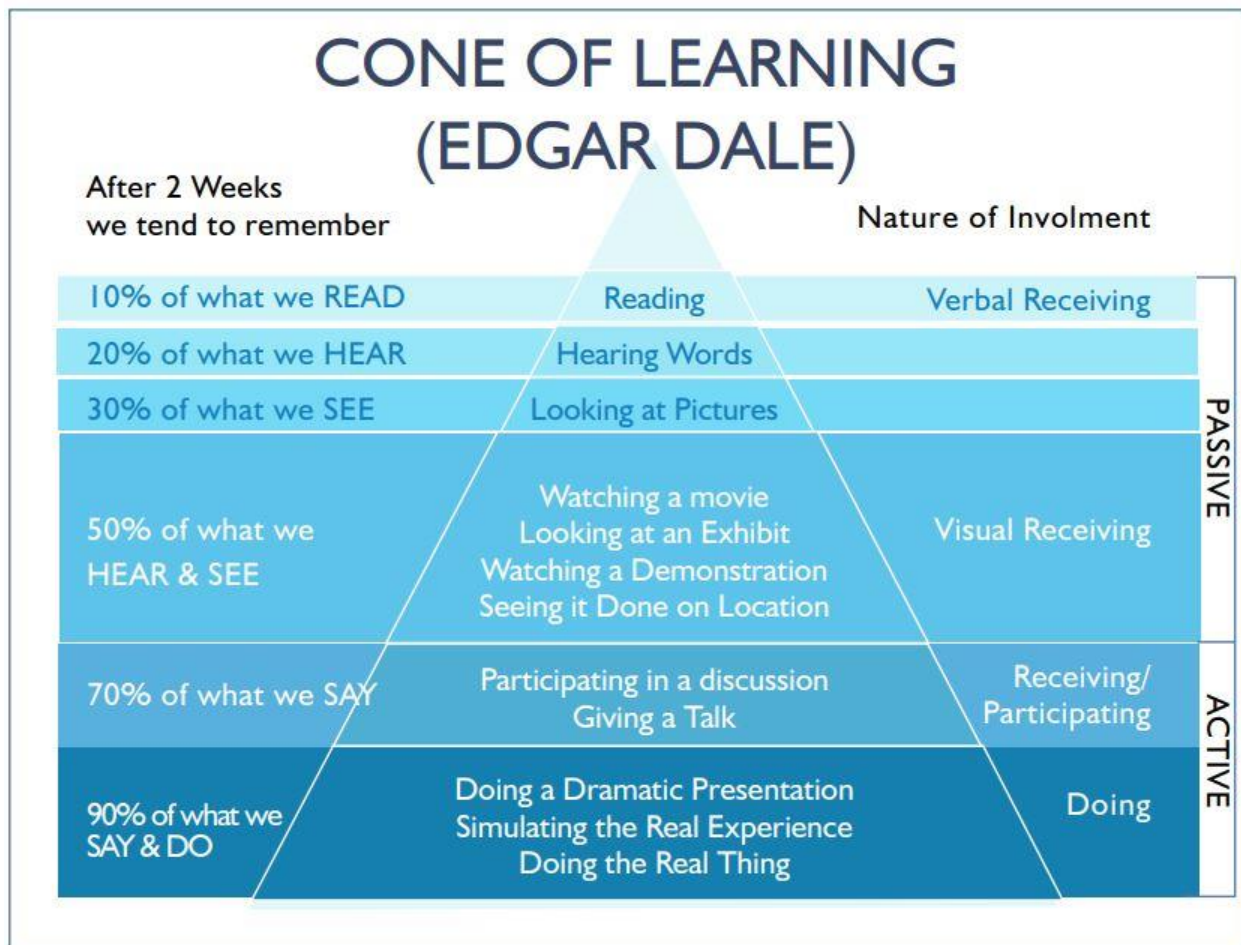 CONE OF LEARNING
(EDGAR DALE)
After 2 Weeks
we tend to remember
Nature of Involment
10% of what we READ
Reading
Verbal Receiving
20% of what we HEAR
Hearing Words
30% of what we SEE
Looking at Pictures
50% of what we
HEAR & SEE
Watching a movie
Looking at an Exhibit
Watching a Demonstration
Seeing it Done on Location
Visual Receiving
PASSIVE
70% of what we SAY
Participating in a discussion
Giving a Talk
Receiving/
Participating
90% of what we
SAY & DO
Doing a Dramatic Presentation
Simulating the Real Experience
Doing the Real Thing
Doing
ACTIVE